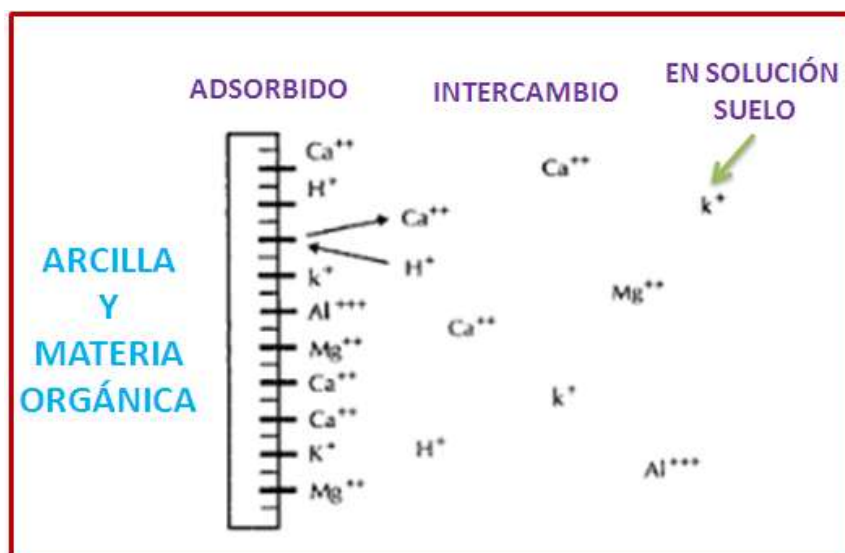 ADSORBIDO
INTERCAMBIO
EN SOLUCIÓN
SUELO
ARCILLA
Y
MATERIA
ORGÁNICA
Ca⁺⁺
H⁺
k⁺
Al⁺⁺⁺
Mg⁺⁺
Ca⁺⁺
Ca⁺⁺
K⁺
Mg⁺⁺
Ca⁺⁺
H⁺
Ca⁺⁺
k⁺
Mg⁺⁺
Ca⁺⁺
k⁺
H⁺
Al⁺⁺⁺